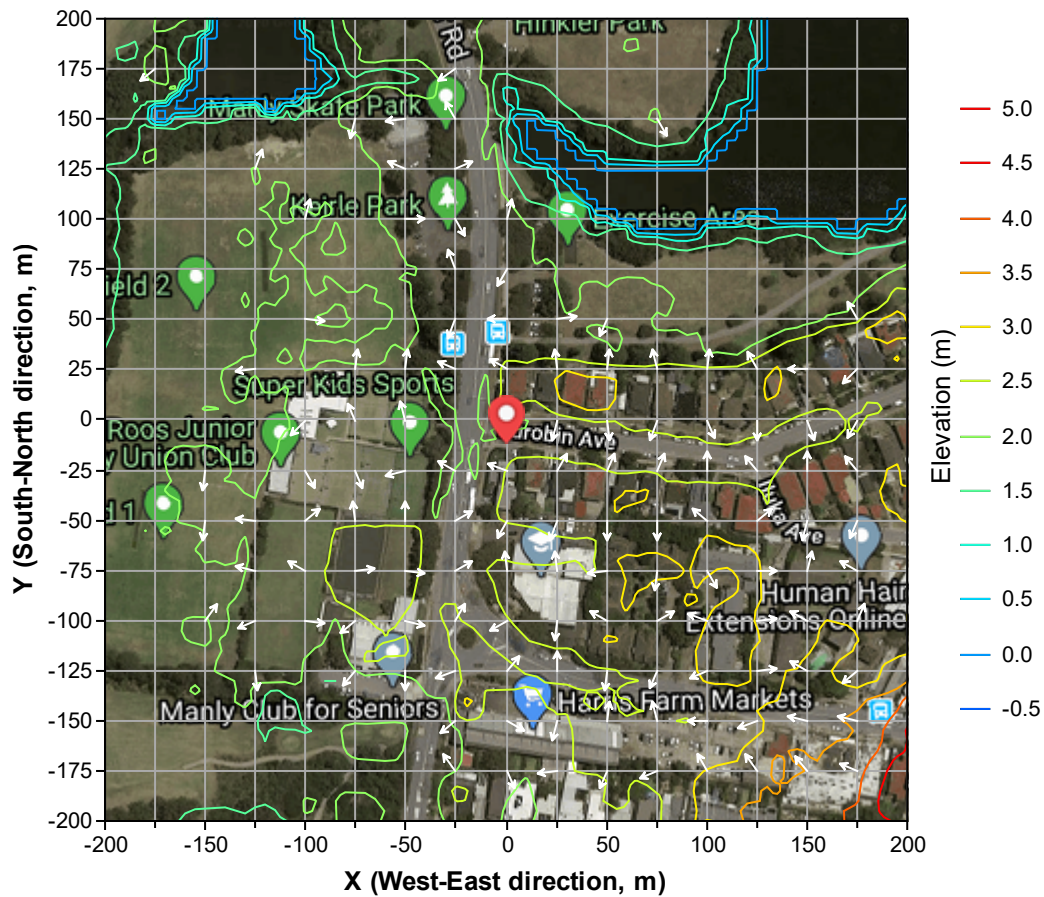 Rd
Hinkler Park
Manly Skate Park
Keirle Park
Exercise Area
ield 2
Super Kids Sports
Roos Junior
y Union Club
d 1
urobin Ave
Iluka Ave
Human Hair
Extensions Online
Manly Club for Seniors
Harris Farm Markets
200
175
150
125
100
75
50
25
0
-25
-50
-75
-100
-125
-150
-175
-200
Y (South-North direction, m)
-200
-150
-100
-50
0
50
100
150
200
X (West-East direction, m)
Elevation (m)
5.0
4.5
4.0
3.5
3.0
2.5
2.0
1.5
1.0
0.5
0.0
-0.5